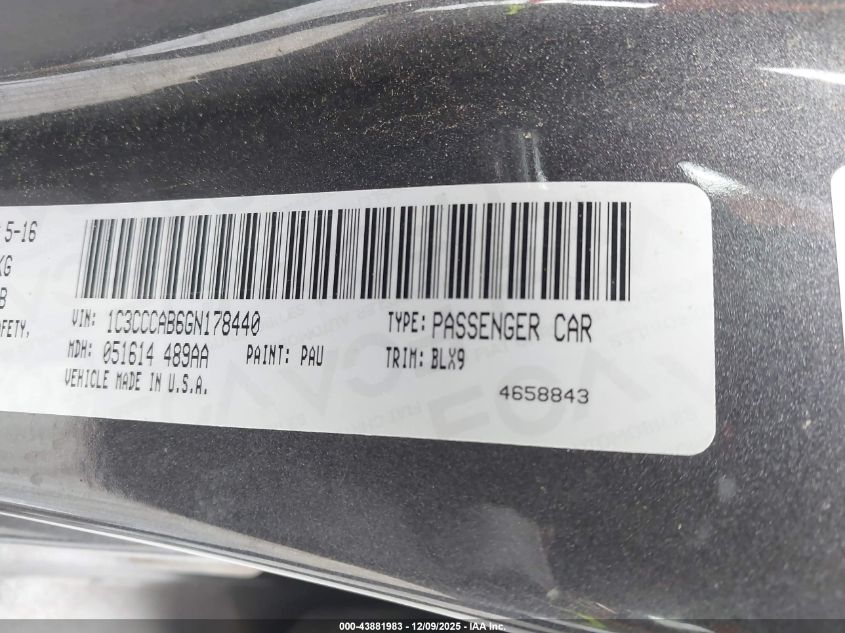 5-16
KG
B
AFETY,
VIN: 1C3CCCAB6GN178440
TYPE: PASSENGER CAR
MDH: 051614 489AA PAINT: PAU TRIM: BLX9
VEHICLE MADE IN U.S.A.
4658843
000-43881983 - 12/09/2025 - IAA Inc.